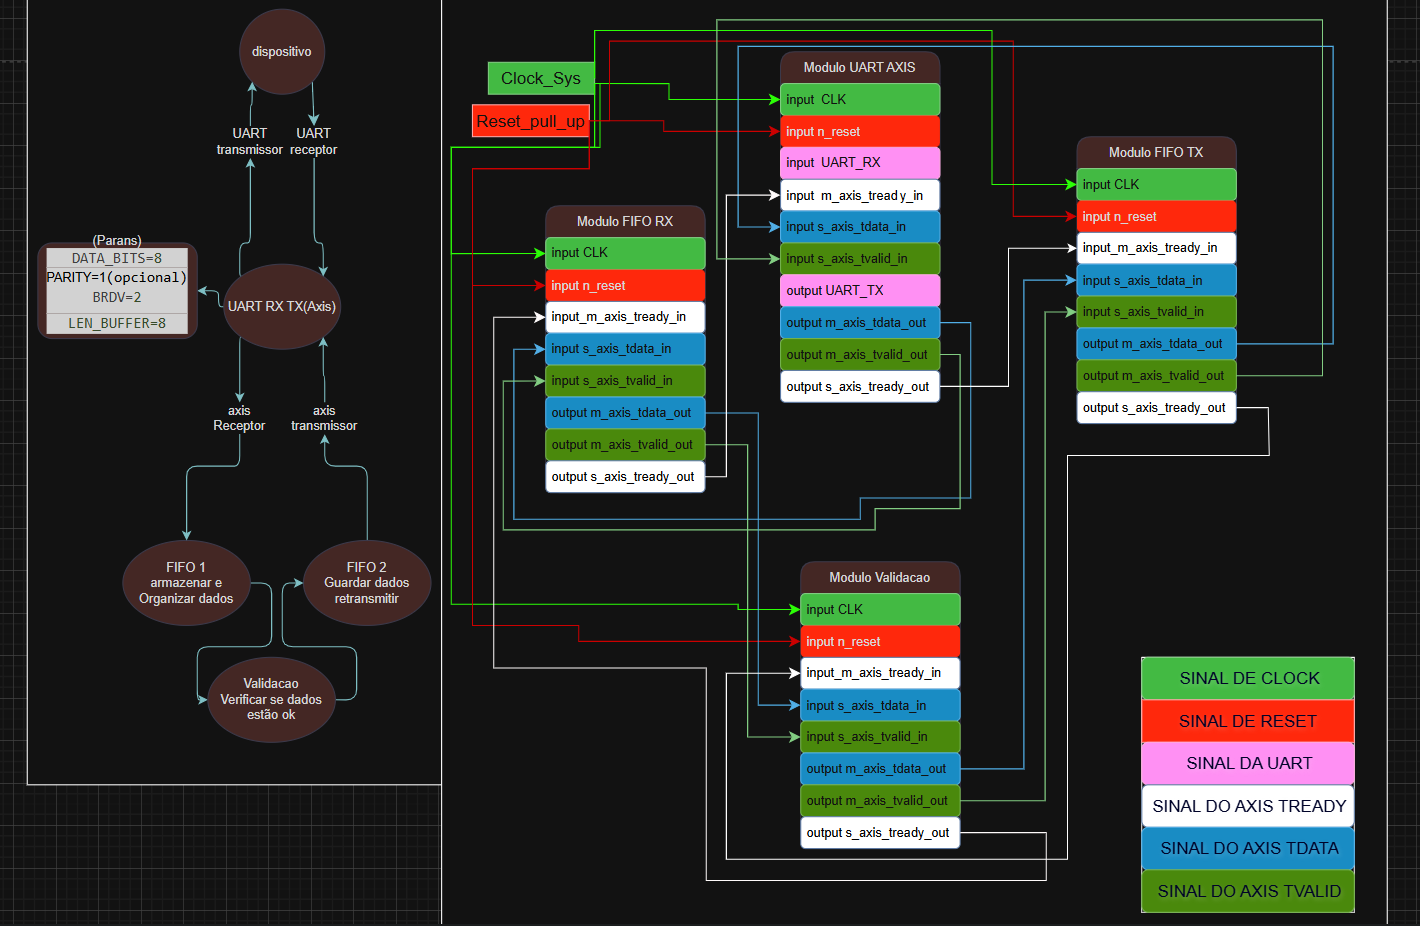 dispositivo
UART
transmissor
UART
receptor
(Parans)
DATA_BITS=8
PARITY=1(opcional)
BRDV=2
LEN_BUFFER=8
UART RX TX(Axis)
axis
Receptor
axis
transmissor
FIFO 1
armazenar e
Organizar dados
FIFO 2
Guardar dados
retransmitir
Validacao
Verificar se dados
estão ok
Clock_Sys
Reset_pull_up
Modulo UART AXIS
input  CLK
input n_reset
input  UART_RX
input  m_axis_tready_in
input s_axis_tdata_in
input s_axis_tvalid_in
output UART_TX
output m_axis_tdata_out
output m_axis_tvalid_out
output s_axis_tready_out
Modulo FIFO TX
input CLK
input n_reset
input_m_axis_tready_in
input s_axis_tdata_in
input s_axis_tvalid_in
output m_axis_tdata_out
output m_axis_tvalid_out
output s_axis_tready_out
Modulo FIFO RX
input CLK
input n_reset
input_m_axis_tready_in
input s_axis_tdata_in
input s_axis_tvalid_in
output m_axis_tdata_out
output m_axis_tvalid_out
output s_axis_tready_out
Modulo Validacao
input CLK
input n_reset
input_m_axis_tready_in
input s_axis_tdata_in
input s_axis_tvalid_in
output m_axis_tdata_out
output m_axis_tvalid_out
output s_axis_tready_out
SINAL DE CLOCK
SINAL DE RESET
SINAL DA UART
SINAL DO AXIS TREADY
SINAL DO AXIS TDATA
SINAL DO AXIS TVALID